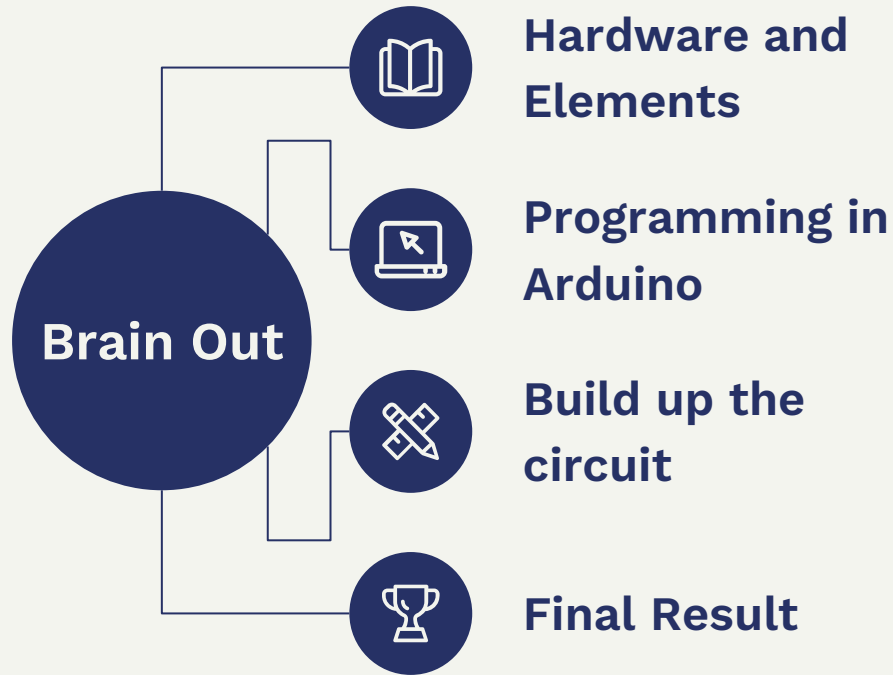 Hardware and
Elements
Programming in
Arduino
Brain Out
Build up the
circuit
Final Result